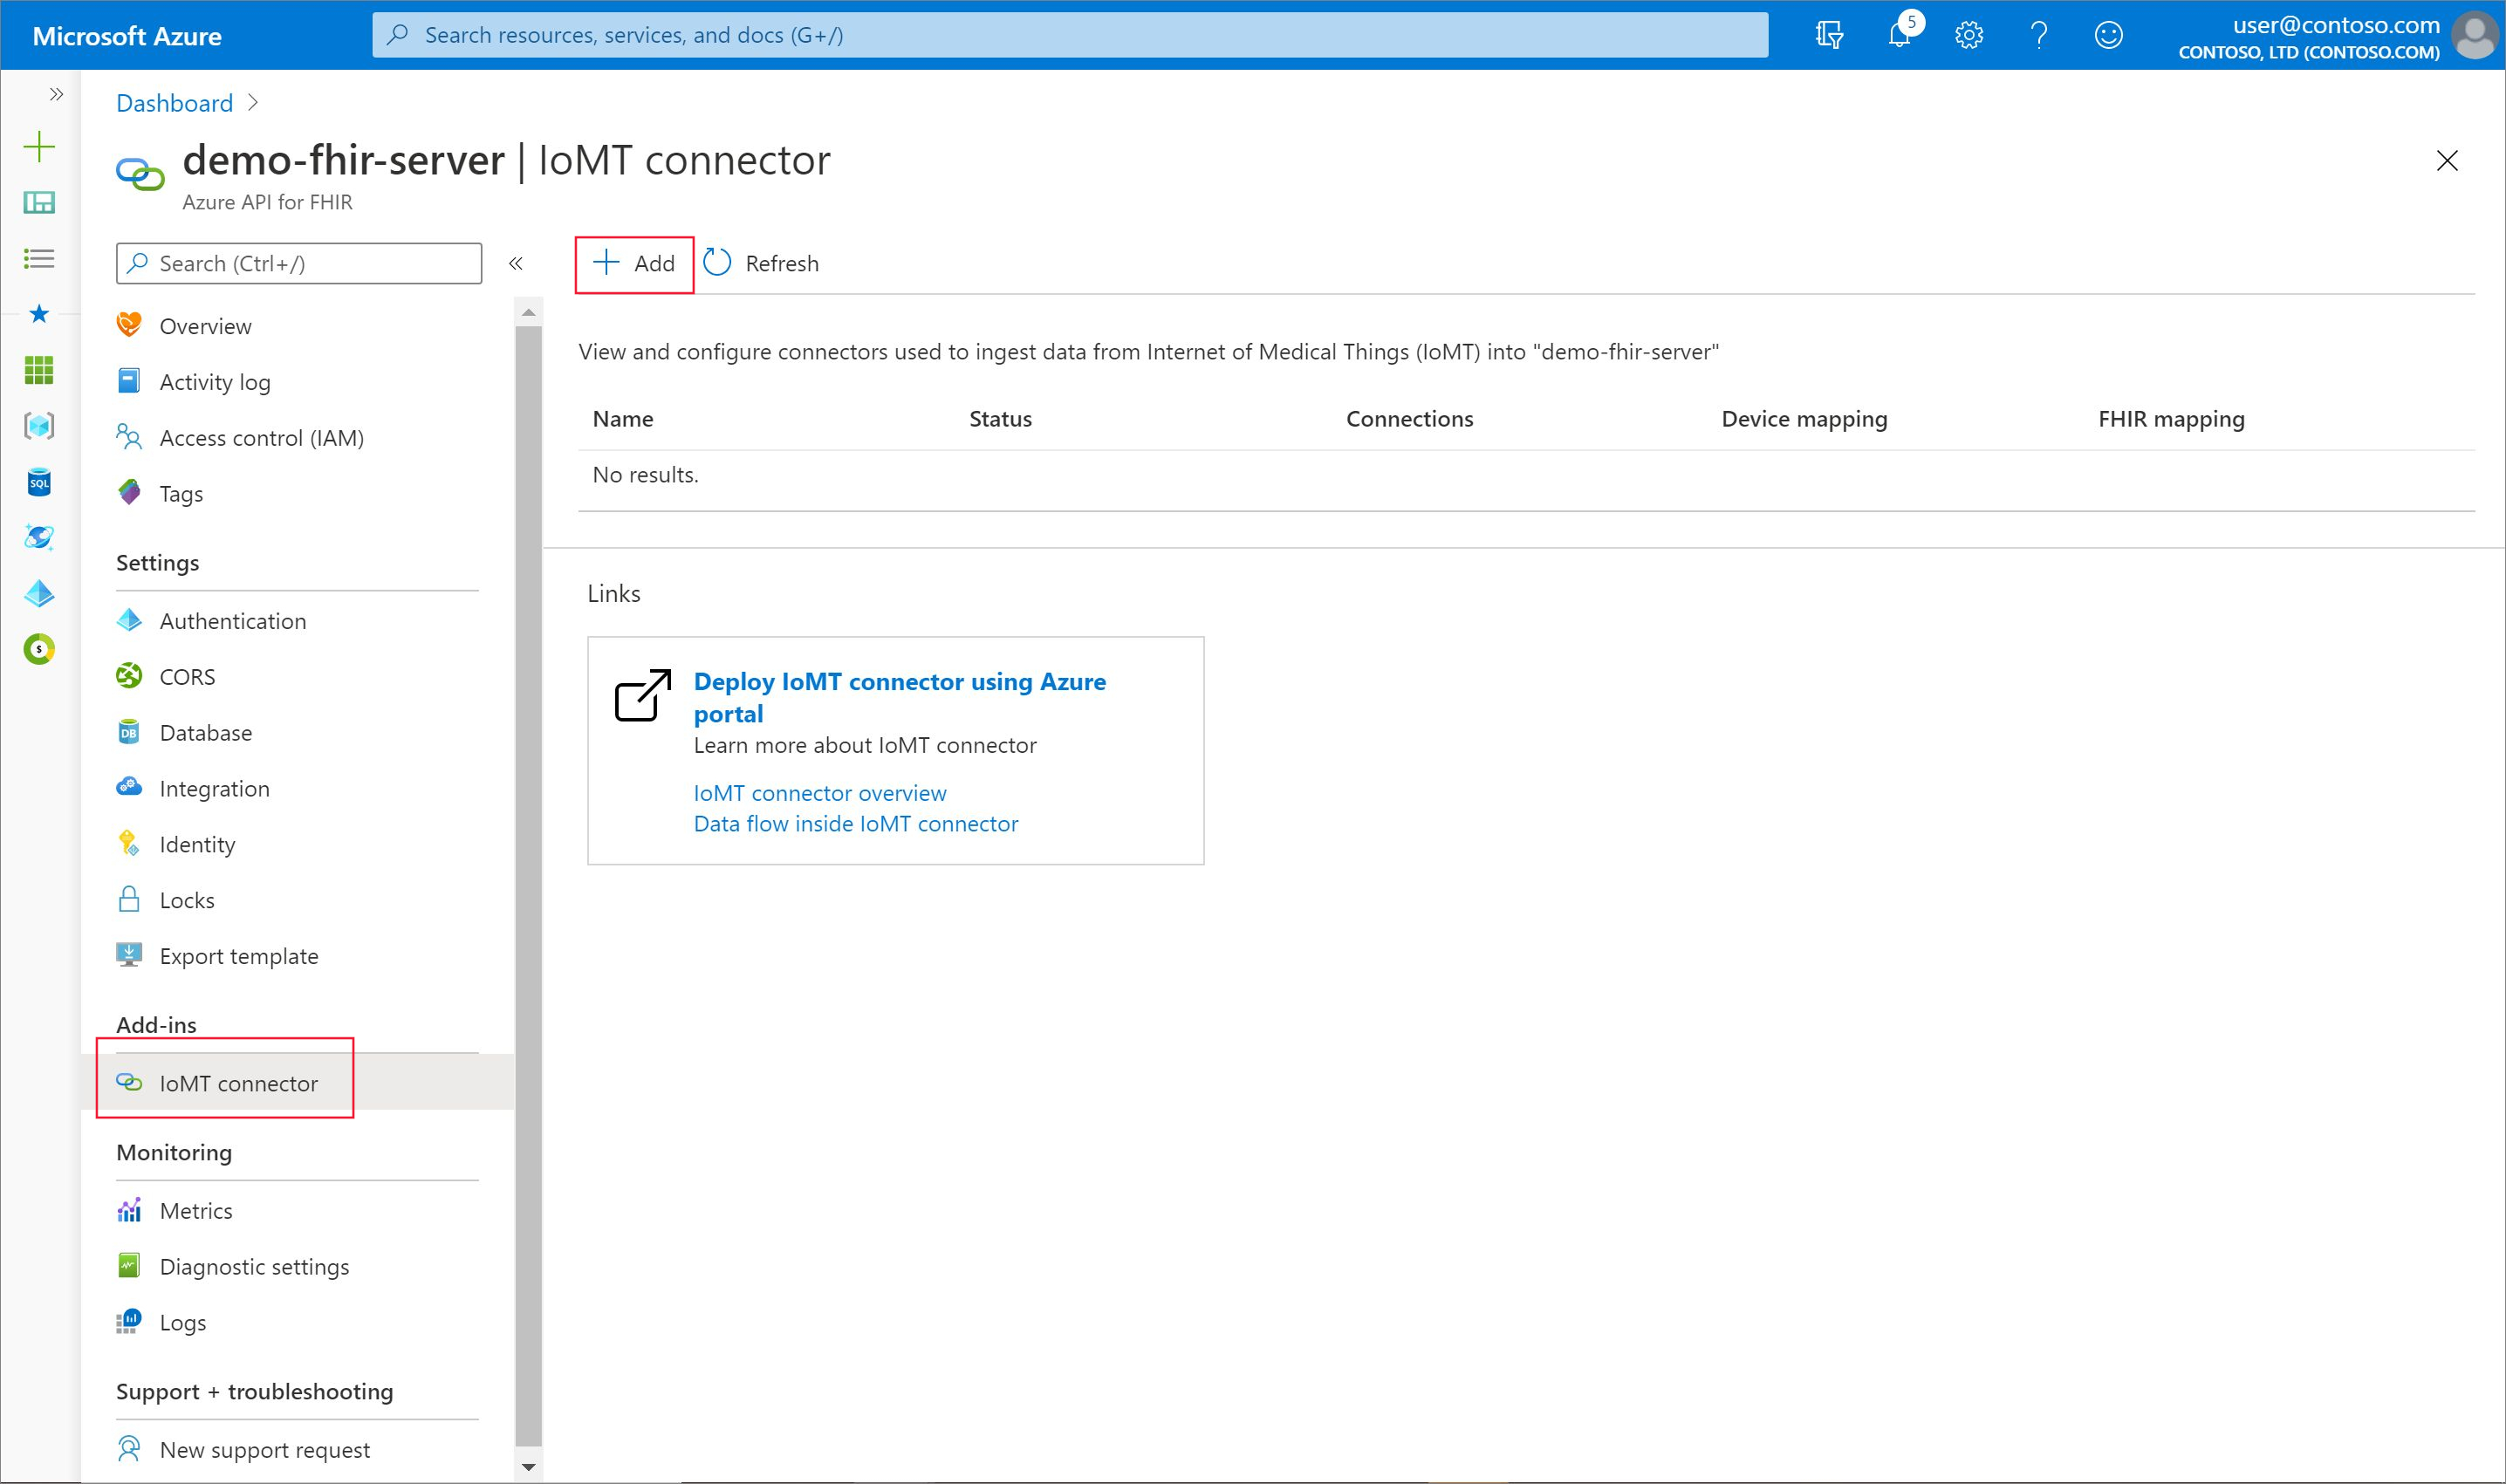 Microsoft Azure
Search resources, services, and docs (G+/)
5
user@contoso.com
CONTOSO, LTD (CONTOSO.COM)
Dashboard
demo-fhir-server | IoMT connector
Azure API for FHIR
Search (Ctrl+/)
Overview
Activity log
Access control (IAM)
Tags
Settings
Authentication
CORS
Database
Integration
Identity
Locks
Export template
Add-ins
IoMT connector
Monitoring
Metrics
Diagnostic settings
Logs
Support + troubleshooting
New support request
Add
Refresh
View and configure connectors used to ingest data from Internet of Medical Things (IoMT) into "demo-fhir-server"
Name Status Connections Device mapping FHIR mapping
No results.
Links
Deploy IoMT connector using Azure
portal
Learn more about IoMT connector
IoMT connector overview
Data flow inside IoMT connector
SQL
DB
$